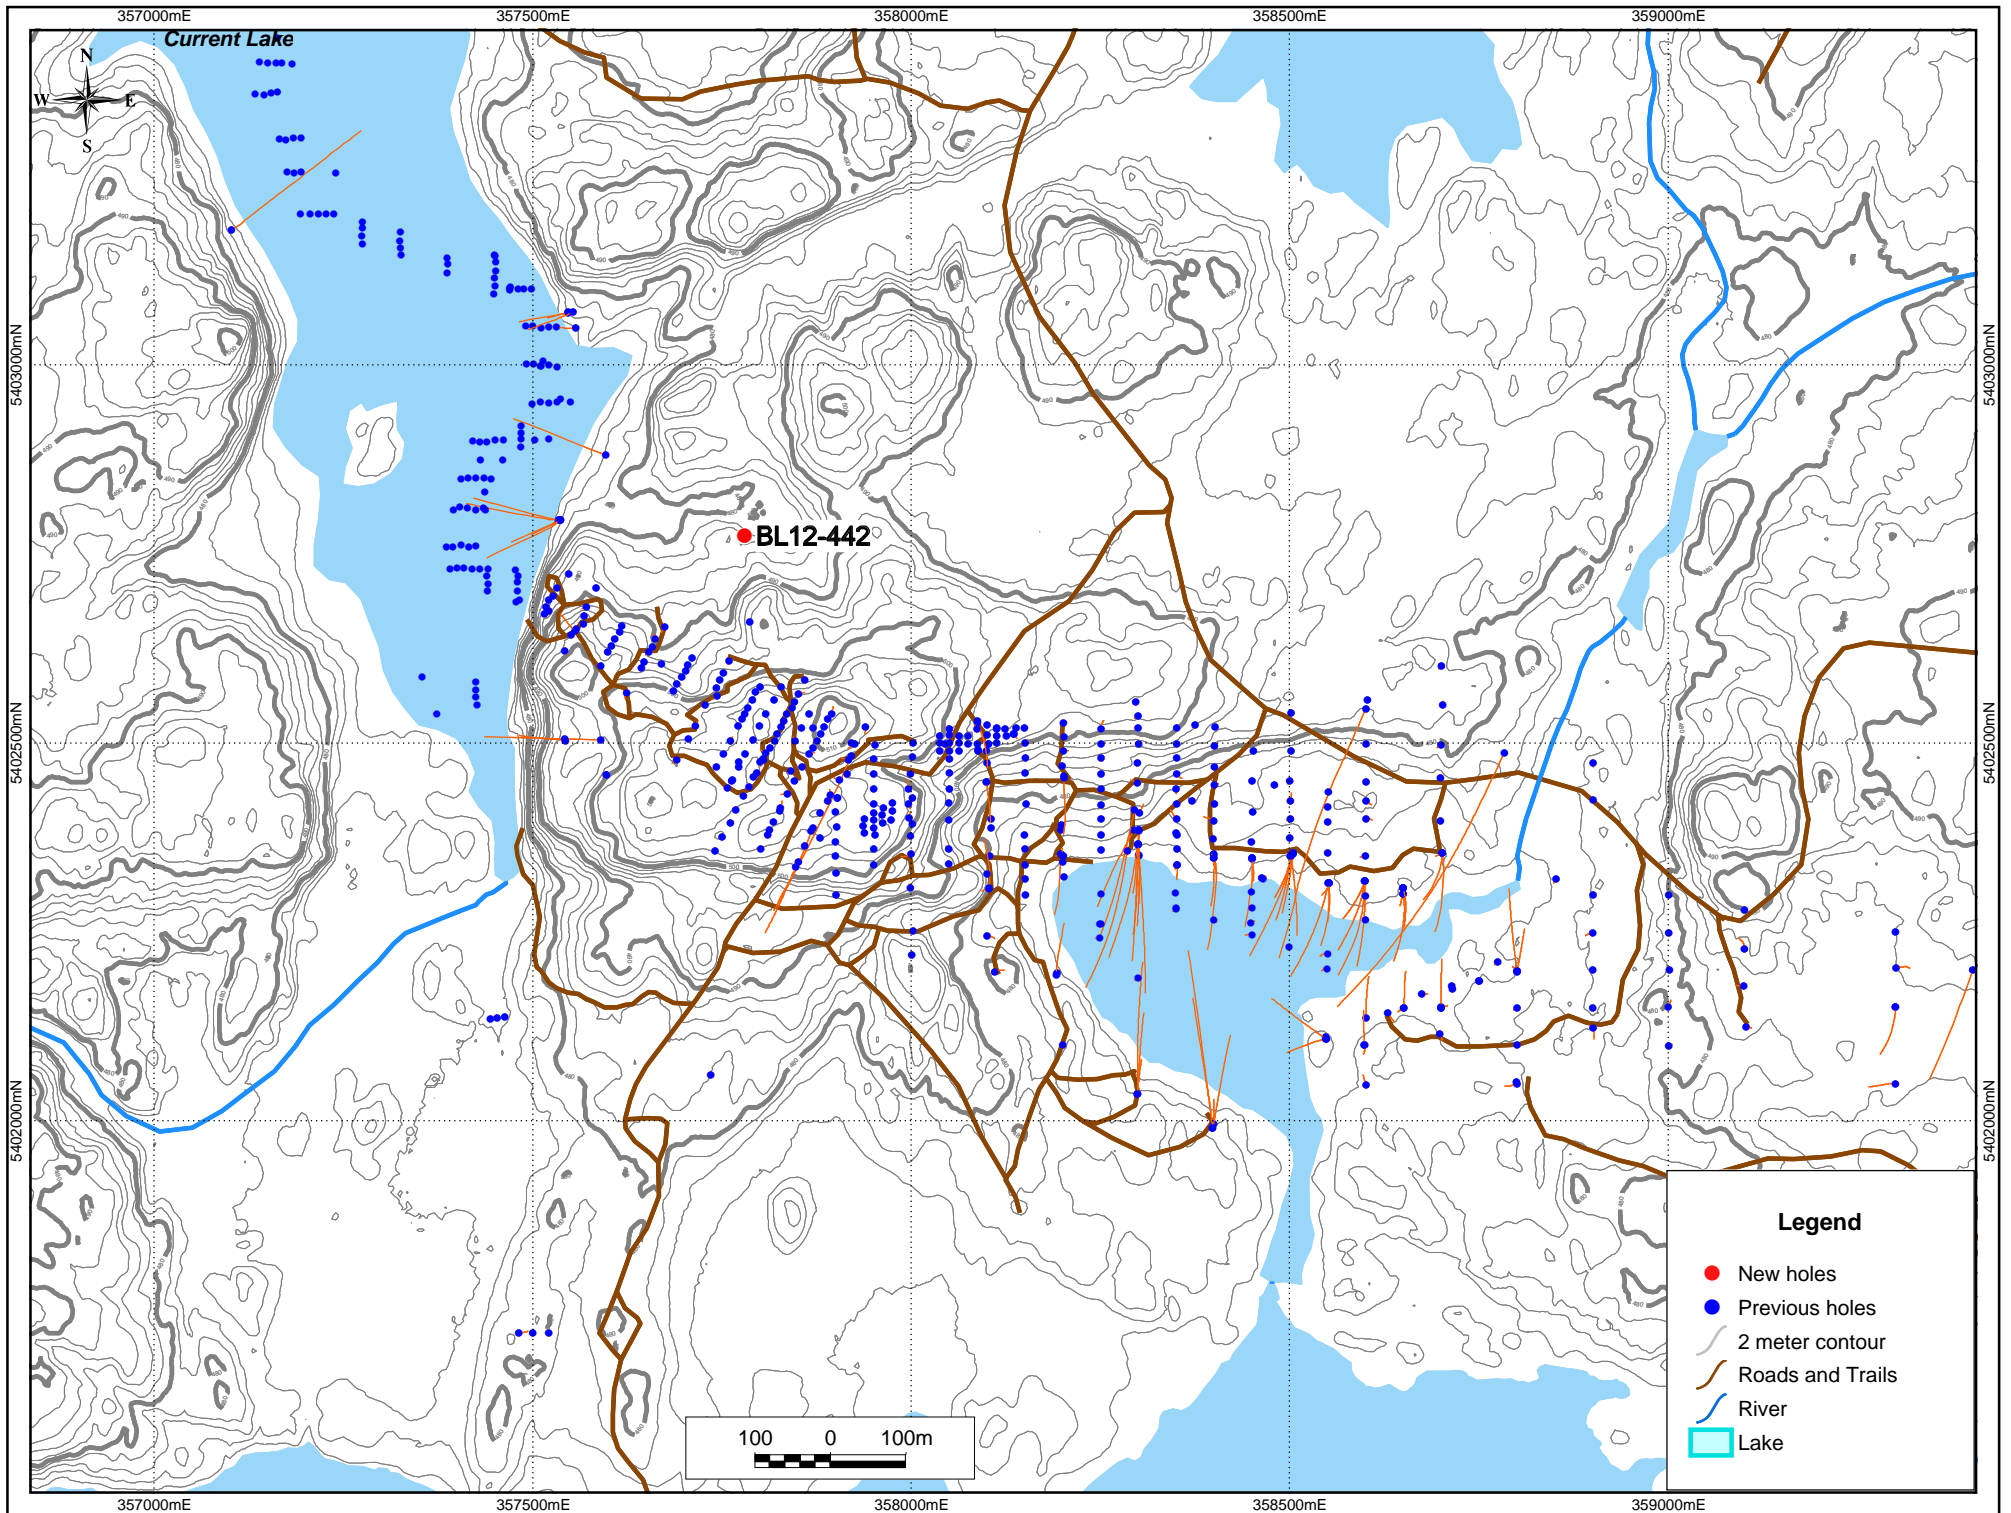 357000mE 357500mE 358000mE 358500mE 359000mE
Current Lake
N
W E
S
5403000mN 5403000mN
BL12-442
5402500mN 5402500mN
5402000mN 5402000mN
Legend
New holes
Previous holes
2 meter contour
Roads and Trails
River
Lake
100 0 100m
357000mE 357500mE 358000mE 358500mE 359000mE